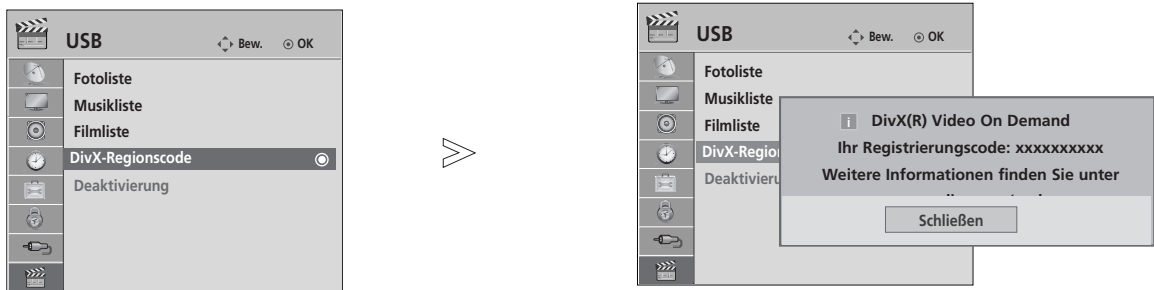 USB Bew. OK
Fotoliste
Musikliste
Filmliste
DivX-Regionscode
Deaktivierung
USB Bew. OK
Fotoliste
Musikliste
Filmliste
DivX-Region
Deaktivieru
i DivX(R) Video On Demand
Ihr Registrierungscode: xxxxxxxxxx
Weitere Informationen finden Sie unter
Schließen